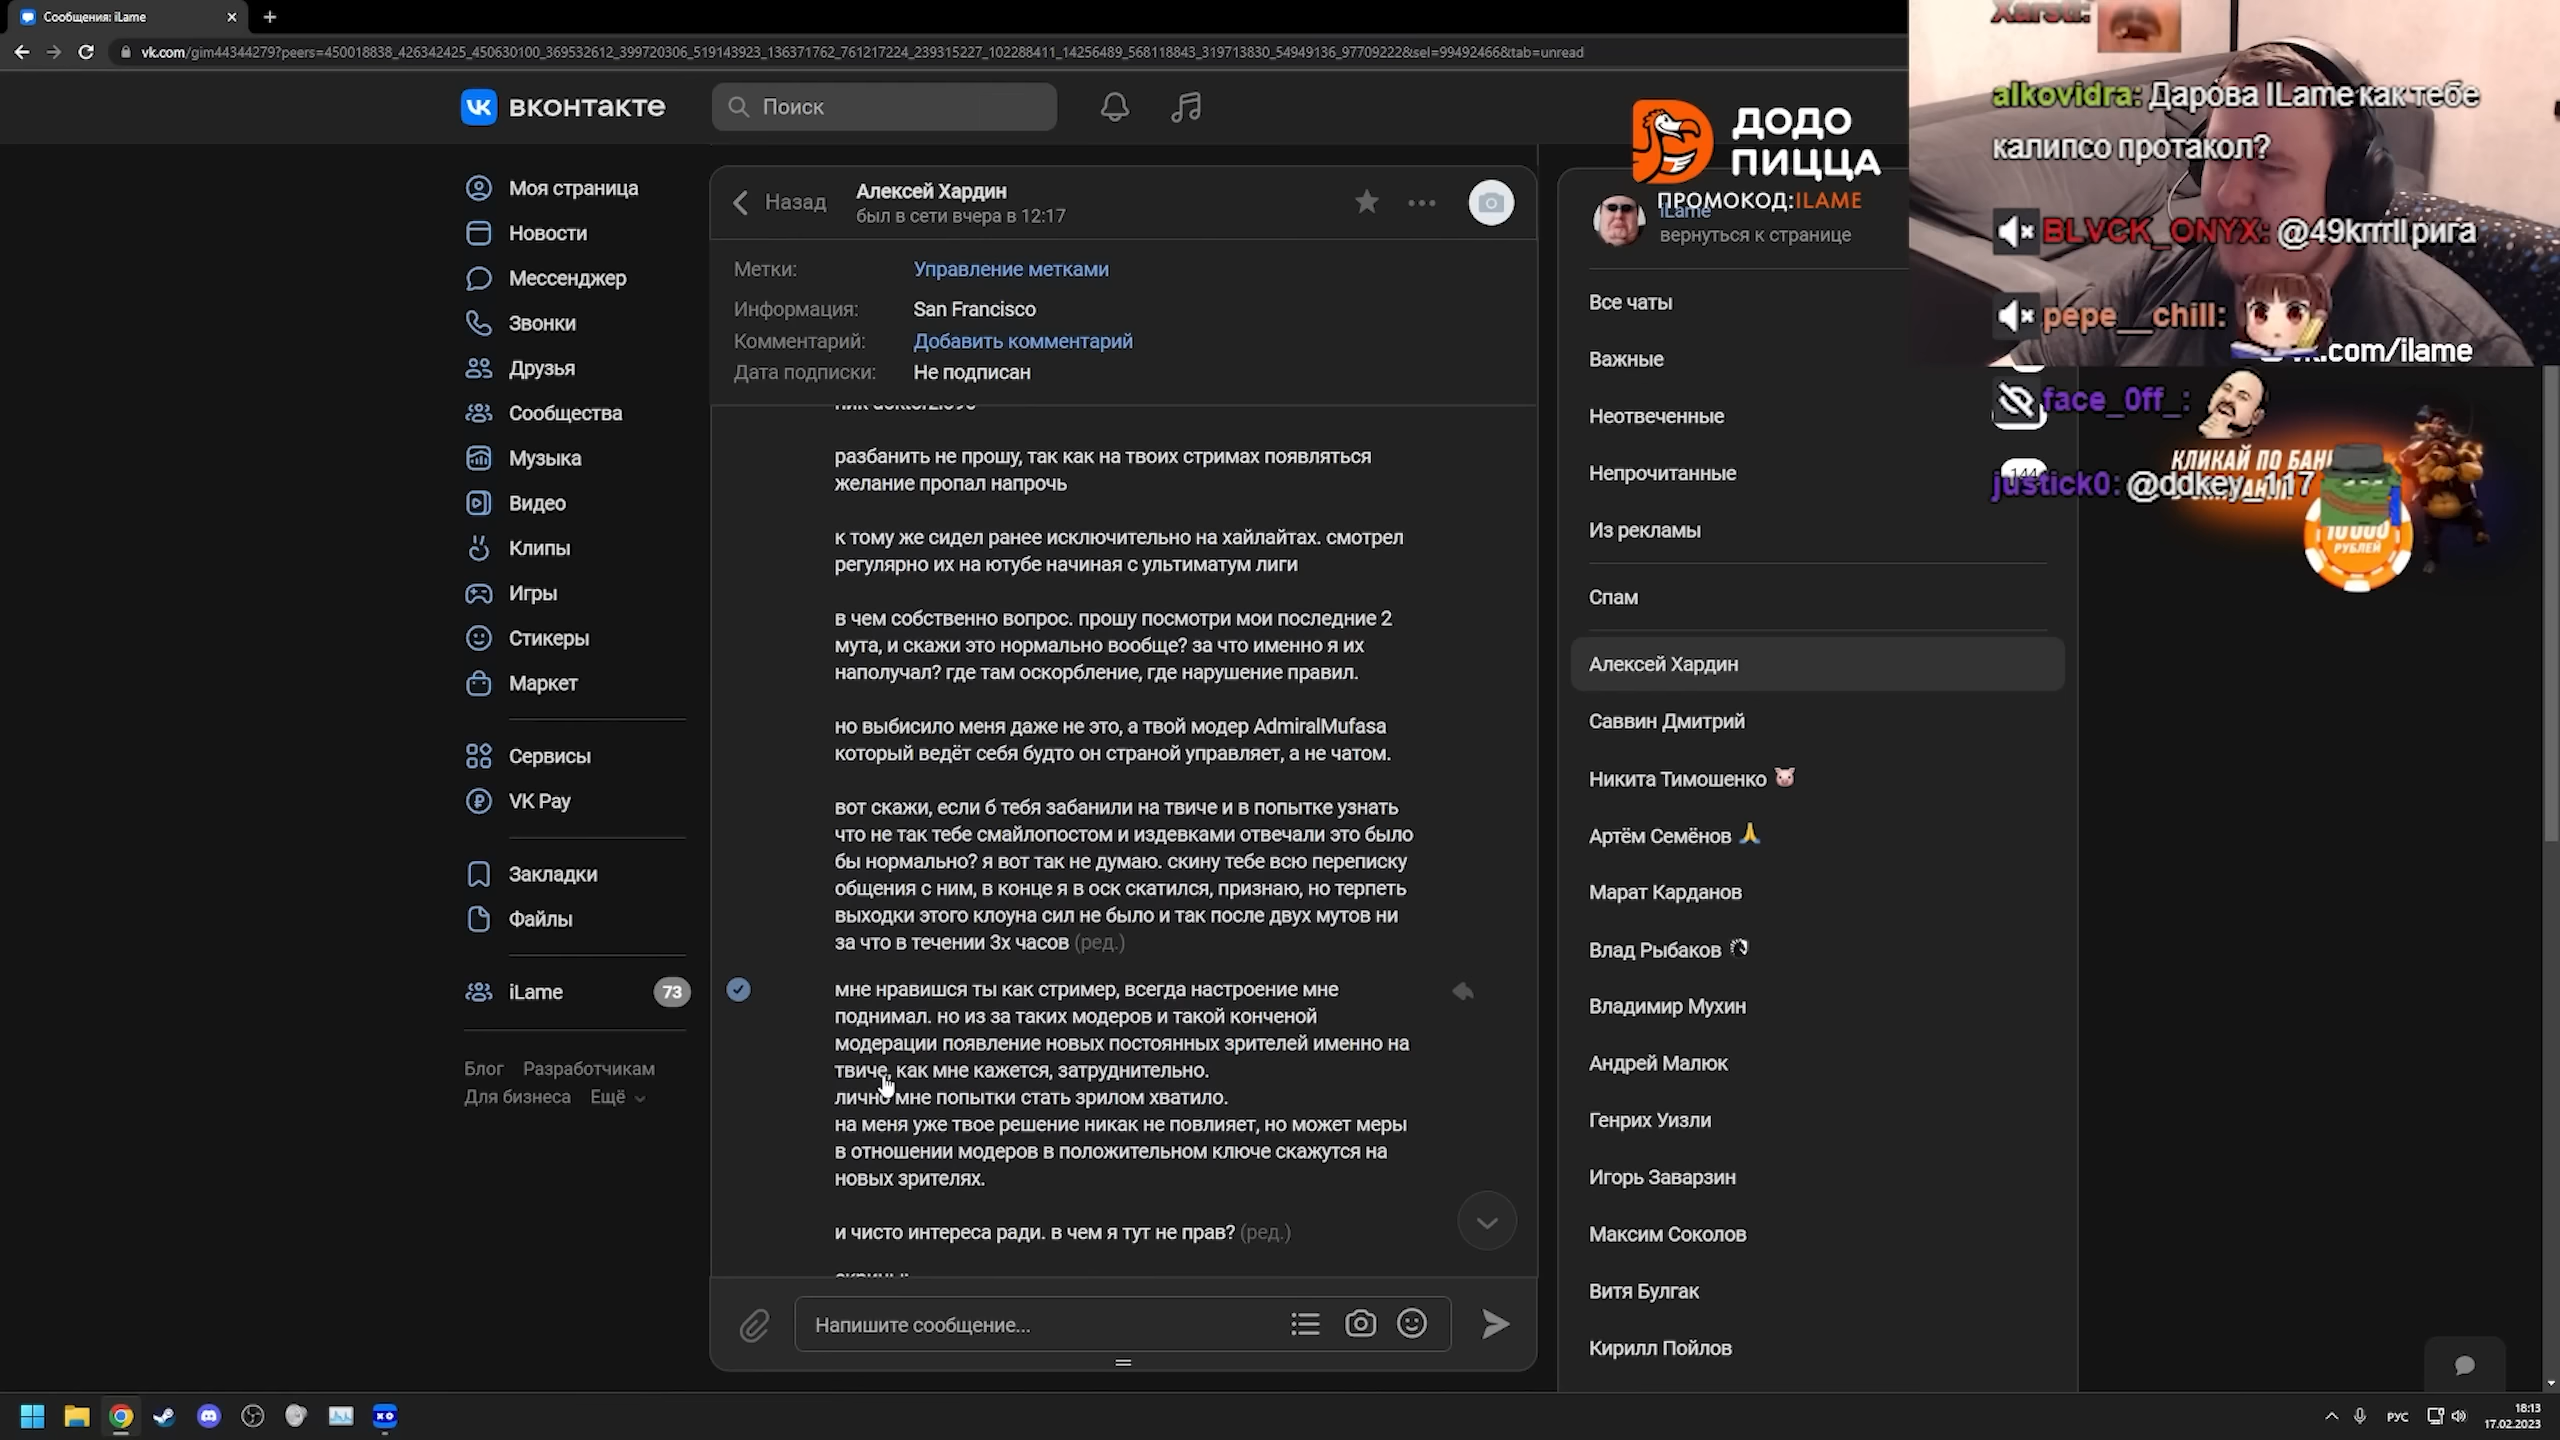 Сообщения: iLame
vk.com/gim44344279?peers=450018838_426342425_450630100_369532612_399720306_519143923_136371762_761217224_239315227_102288411_14256489_568118843_319713830_54949136_97709222&sel=99492466&tab=unread
вконтакте
Поиск
ДОДО
ПИЦЦА
ПРОМОКОД:ILAME
Моя страница
Новости
Мессенджер
Звонки
Друзья
Сообщества
Музыка
Видео
Клипы
Игры
Стикеры
Маркет
Сервисы
VK Pay
Закладки
Файлы
iLame 73
Блог Разработчикам
Для бизнеса Ещё
Назад
Алексей Хардин
был в сети вчера в 12:17
Метки: Управление метками
Информация: San Francisco
Комментарий: Добавить комментарий
Дата подписки: Не подписан
разбанить не прошу, так как на твоих стримах появляться
желание пропал напрочь
к тому же сидел ранее исключительно на хайлайтах. смотрел
регулярно их на ютубе начиная с ультиматум лиги
в чем собственно вопрос. прошу посмотри мои последние 2
мута, и скажи это нормально вообще? за что именно я их
наполучал? где там оскорбление, где нарушение правил.
но выбисило меня даже не это, а твой модер AdmiralMufasa
который ведёт себя будто он страной управляет, а не чатом.
вот скажи, если б тебя забанили на твиче и в попытке узнать
что не так тебе смайлопостом и издевками отвечали это было
бы нормально? я вот так не думаю. скину тебе всю переписку
общения с ним, в конце я в оск скатился, признаю, но терпеть
выходки этого клоуна сил не было и так после двух мутов ни
за что в течении 3х часов (ред.)
мне нравишся ты как стример, всегда настроение мне
поднимал. но из за таких модеров и такой конченой
модерации появление новых постоянных зрителей именно на
твиче, как мне кажется, затруднительно.
лично мне попытки стать зрилом хватило.
на меня уже твое решение никак не повлияет, но может меры
в отношении модеров в положительном ключе скажутся на
новых зрителях.
и чисто интереса ради. в чем я тут не прав? (ред.)
Напишите сообщение...
iLame
вернуться к странице
Все чаты
Важные
Неотвеченные
Непрочитанные 144
Из рекламы
Спам
Алексей Хардин
Саввин Дмитрий
Никита Тимошенко
Артём Семёнов
Марат Карданов
Влад Рыбаков
Владимир Мухин
Андрей Малюк
Генрих Уизли
Игорь Заварзин
Максим Соколов
Витя Булгак
Кирилл Пойлов
alkovidra: Дарова ILame как тебе
калипсо протакол?
BLVCK_ONYX: @49krrrll рига
pepe__chill:
.com/ilame
face_0ff_:
КЛИКАЙ ПО
justick0: @ddkey_117
10 000
РУБЛЕЙ
РУС
18:13
17.02.2023